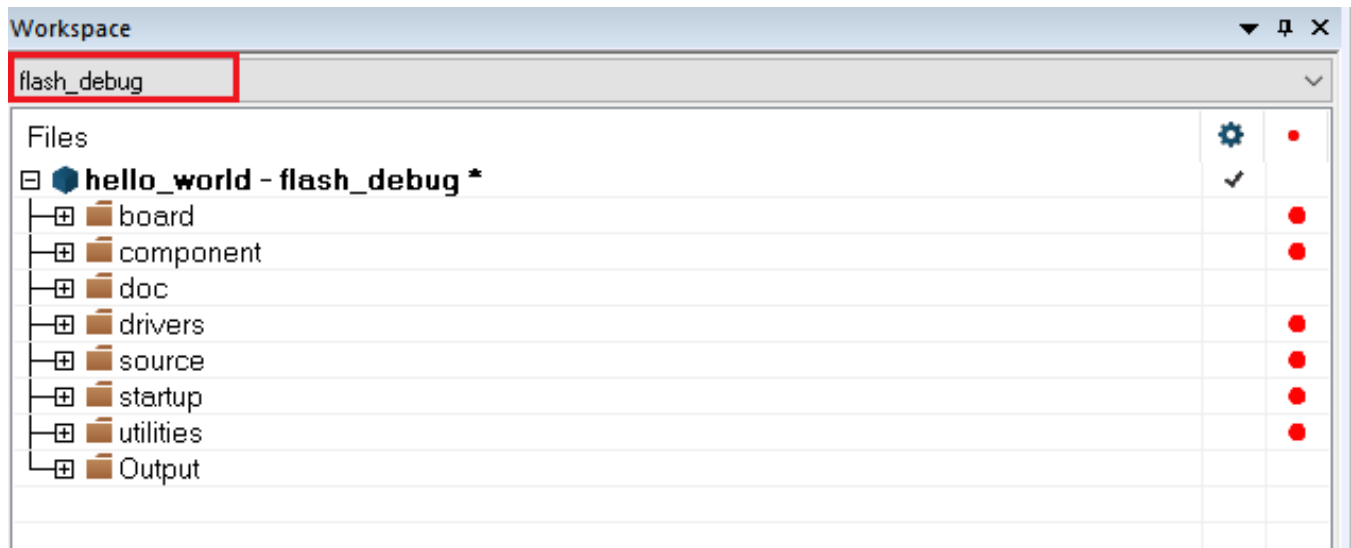 Workspace
flash_debug
Files
hello_world - flash_debug *
board
component
doc
drivers
source
startup
utilities
Output